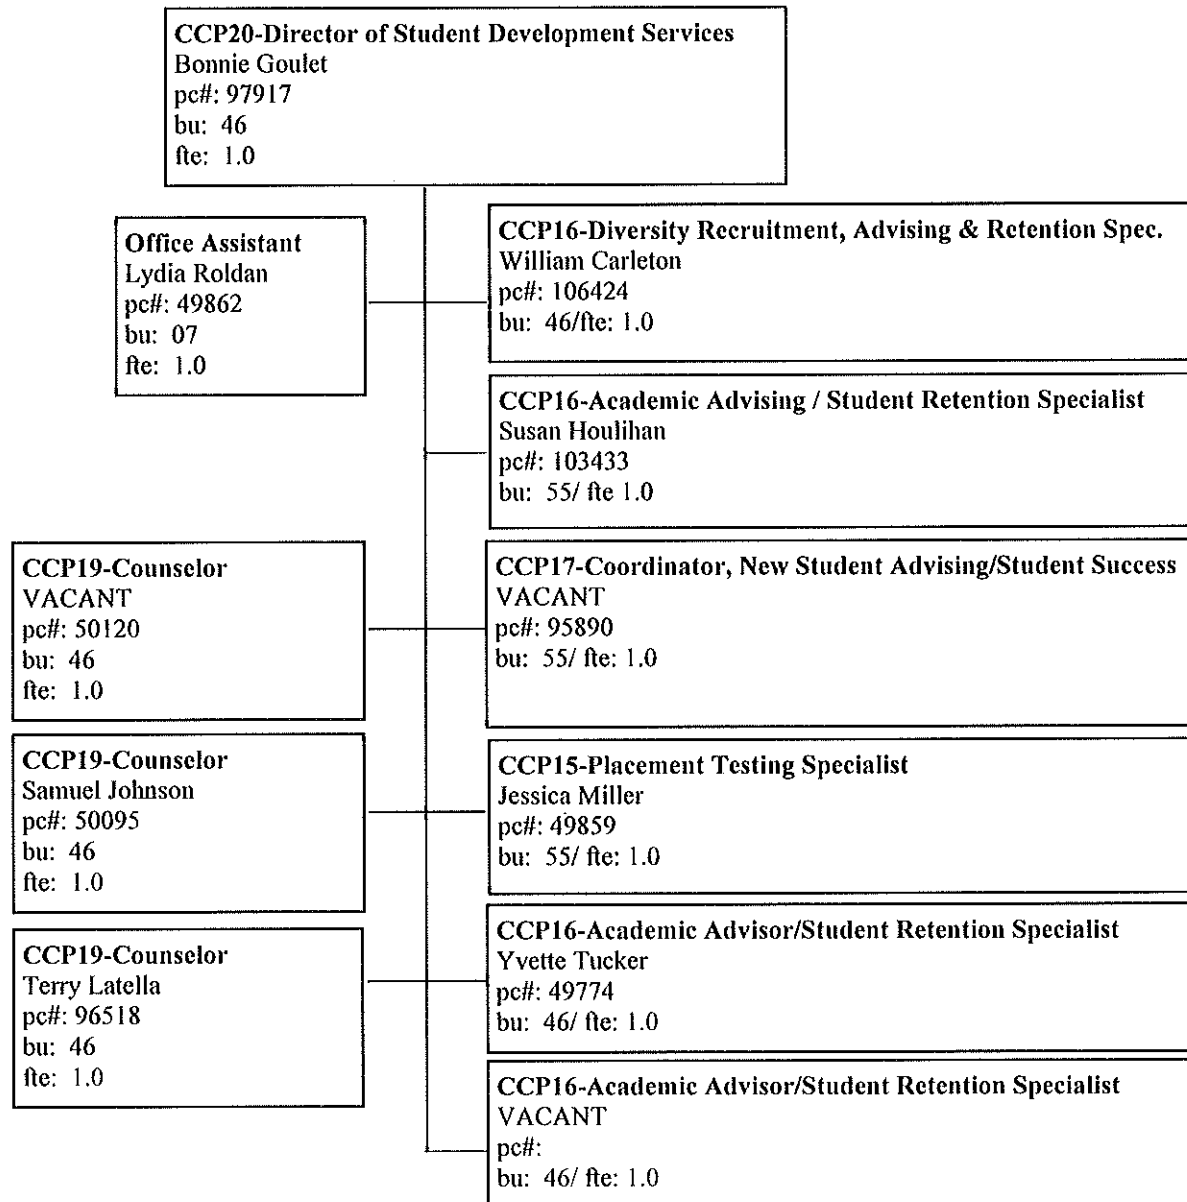 CCP20-Director of Student Development Services
Bonnie Goulet
pc#: 97917
bu: 46
fte: 1.0
Office Assistant
Lydia Roldan
pc#: 49862
bu: 07
fte: 1.0
CCP16-Diversity Recruitment, Advising & Retention Spec.
William Carleton
pc#: 106424
bu: 46/fte: 1.0
CCP16-Academic Advising / Student Retention Specialist
Susan Houlihan
pc#: 103433
bu: 55/ fte 1.0
CCP19-Counselor
VACANT
pc#: 50120
bu: 46
fte: 1.0
CCP17-Coordinator, New Student Advising/Student Success
VACANT
pc#: 95890
bu: 55/ fte: 1.0
CCP19-Counselor
Samuel Johnson
pc#: 50095
bu: 46
fte: 1.0
CCP15-Placement Testing Specialist
Jessica Miller
pc#: 49859
bu: 55/ fte: 1.0
CCP19-Counselor
Terry Latella
pc#: 96518
bu: 46
fte: 1.0
CCP16-Academic Advisor/Student Retention Specialist
Yvette Tucker
pc#: 49774
bu: 46/ fte: 1.0
CCP16-Academic Advisor/Student Retention Specialist
VACANT
pc#:
bu: 46/ fte: 1.0